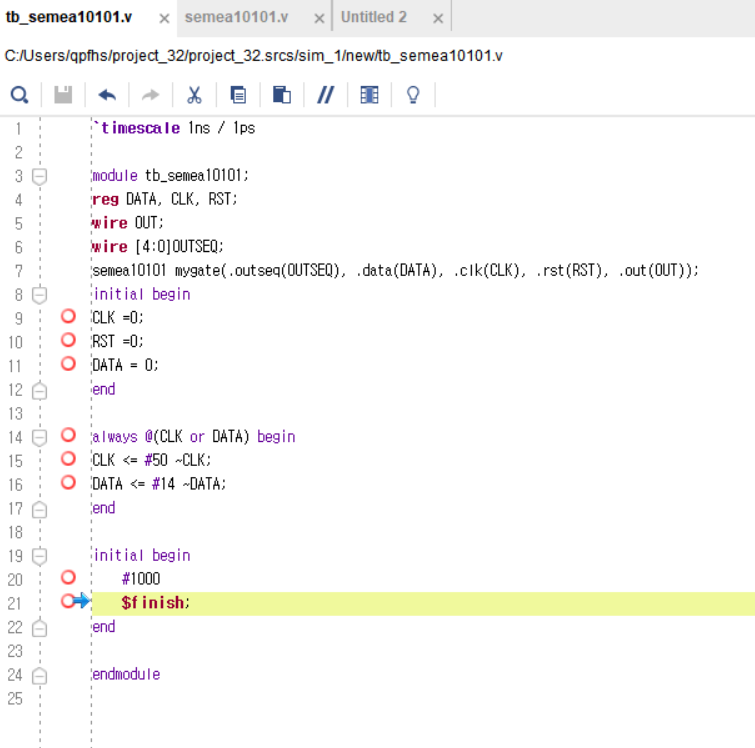 tb_semea10101.v × semea10101.v × Untitled 2 ×
C:/Users/qpfhs/project_32/project_32.srcs/sim_1/new/tb_semea10101.v
1 `timescale 1ns / 1ps
2
3 module tb_semea10101;
4 reg DATA, CLK, RST;
5 wire OUT;
6 wire [4:0]OUTSEQ;
7 semea10101 mygate(.outseq(OUTSEQ), .data(DATA), .clk(CLK), .rst(RST), .out(OUT));
8 initial begin
9 CLK =0;
10 RST =0;
11 DATA = 0;
12 end
13
14 always @(CLK or DATA) begin
15 CLK <= #50 ~CLK;
16 DATA <= #14 ~DATA;
17 end
18
19 initial begin
20 #1000
21 $finish;
22 end
23
24 endmodule
25